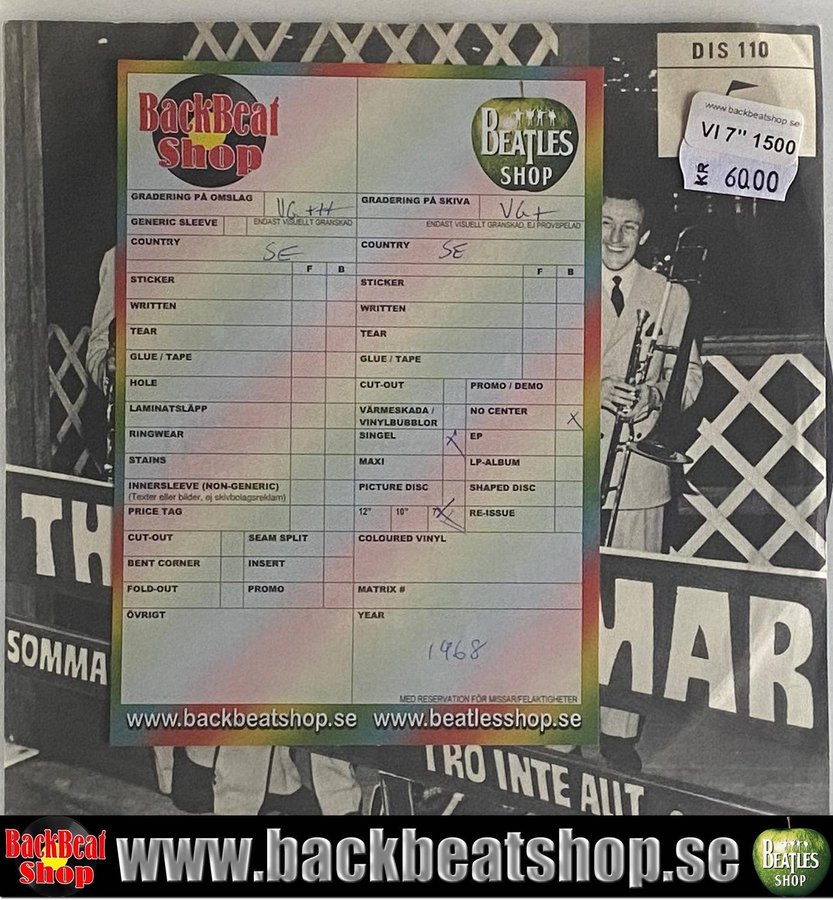 DIS 110
www.backbeatshop.se
VI 7" 1500
KR 60.00
BackBeat
Shop
BEATLES
SHOP
GRADERING PÅ OMSLAG VG +++
ENDAST VISUELLT GRANSKAD
GENERIC SLEEVE
COUNTRY SE
F B
STICKER
WRITTEN
TEAR
GLUE / TAPE
HOLE
LAMINATSLÄPP
RINGWEAR
STAINS
INNERSLEEVE (NON-GENERIC)
(Texter eller bilder, ej skivbolagsreklam)
PRICE TAG
CUT-OUT SEAM SPLIT
BENT CORNER INSERT
FOLD-OUT PROMO
ÖVRIGT
GRADERING PÅ SKIVA VG+
ENDAST VISUELLT GRANSKAD, EJ PROVSPELAD
COUNTRY SE
F B
STICKER
WRITTEN
TEAR
GLUE / TAPE
CUT-OUT PROMO / DEMO
VÄRMESKADA / NO CENTER X
VINYLBUBBLOR
SINGEL X EP
MAXI LP-ALBUM
PICTURE DISC SHAPED DISC
12" 10" 7" X RE-ISSUE
COLOURED VINYL
MATRIX #
YEAR
1968
MED RESERVATION FÖR MISSAR/FELAKTIGHETER
www.backbeatshop.se www.beatlesshop.se
TH
MAR
SOMMA
TRO INTE ALLT
BackBeat
Shop
www.backbeatshop.se
BEATLES
SHOP